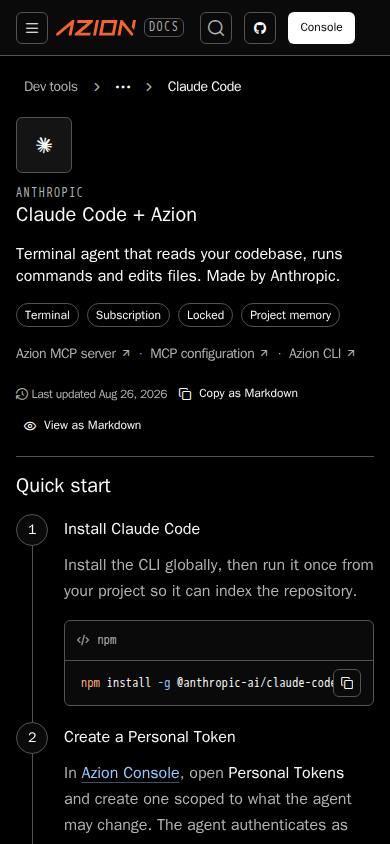 AZION DOCS Console
Dev tools > ••• > Claude Code
ANTHROPIC
Claude Code + Azion
Terminal agent that reads your codebase, runs
commands and edits files. Made by Anthropic.
Terminal Subscription Locked Project memory
Azion MCP server ↗ · MCP configuration ↗ · Azion CLI ↗
Last updated Aug 26, 2026 Copy as Markdown
View as Markdown
Quick start
1 Install Claude Code
Install the CLI globally, then run it once from
your project so it can index the repository.
</> npm
npm install -g @anthropic-ai/claude-code
2 Create a Personal Token
In Azion Console, open Personal Tokens
and create one scoped to what the agent
may change. The agent authenticates as